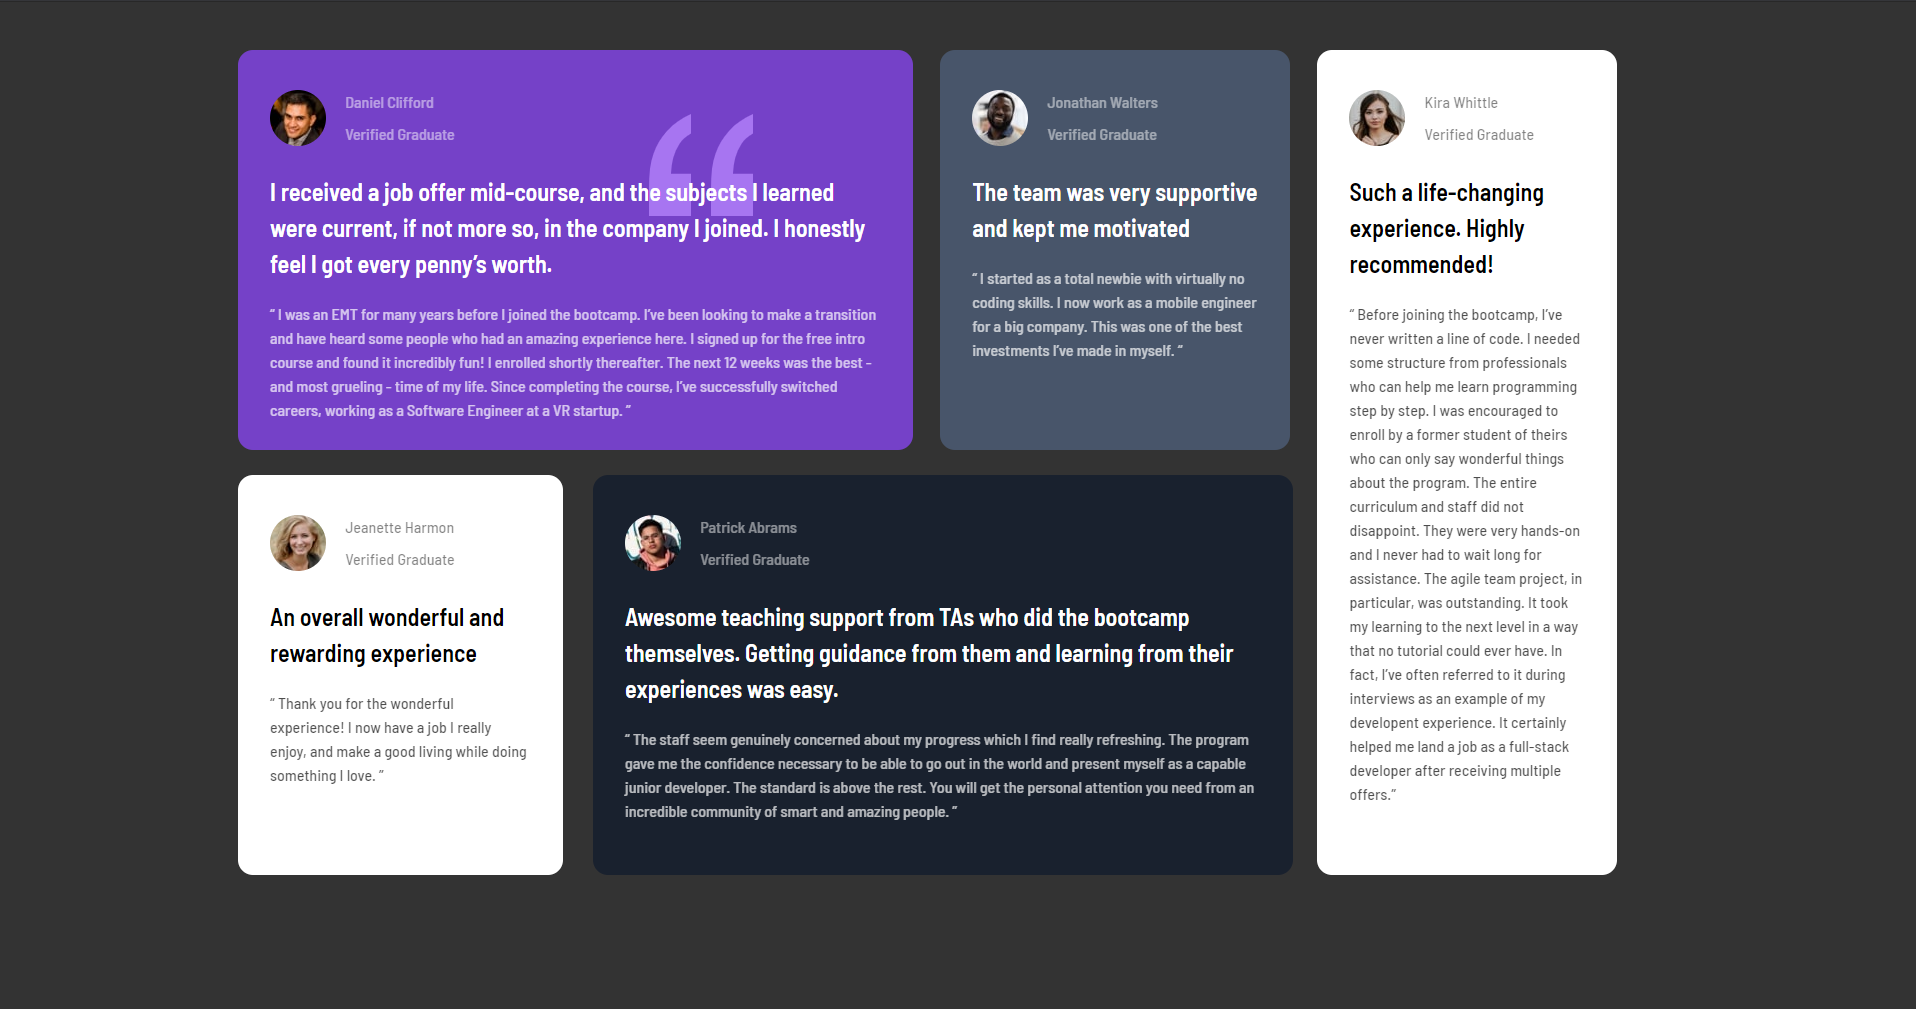 Daniel Clifford
Verified Graduate
I received a job offer mid-course, and the subjects I learned
were current, if not more so, in the company I joined. I honestly
feel I got every penny’s worth.
“ I was an EMT for many years before I joined the bootcamp. I’ve been looking to make a transition
and have heard some people who had an amazing experience here. I signed up for the free intro
course and found it incredibly fun! I enrolled shortly thereafter. The next 12 weeks was the best -
and most grueling - time of my life. Since completing the course, I’ve successfully switched
careers, working as a Software Engineer at a VR startup. ”
Jonathan Walters
Verified Graduate
The team was very supportive
and kept me motivated
“ I started as a total newbie with virtually no
coding skills. I now work as a mobile engineer
for a big company. This was one of the best
investments I’ve made in myself. ”
Kira Whittle
Verified Graduate
Such a life-changing
experience. Highly
recommended!
“ Before joining the bootcamp, I’ve
never written a line of code. I needed
some structure from professionals
who can help me learn programming
step by step. I was encouraged to
enroll by a former student of theirs
who can only say wonderful things
about the program. The entire
curriculum and staff did not
disappoint. They were very hands-on
and I never had to wait long for
assistance. The agile team project, in
particular, was outstanding. It took
my learning to the next level in a way
that no tutorial could ever have. In
fact, I’ve often referred to it during
interviews as an example of my
developent experience. It certainly
helped me land a job as a full-stack
developer after receiving multiple
offers.”
Jeanette Harmon
Verified Graduate
An overall wonderful and
rewarding experience
“ Thank you for the wonderful
experience! I now have a job I really
enjoy, and make a good living while doing
something I love. ”
Patrick Abrams
Verified Graduate
Awesome teaching support from TAs who did the bootcamp
themselves. Getting guidance from them and learning from their
experiences was easy.
“ The staff seem genuinely concerned about my progress which I find really refreshing. The program
gave me the confidence necessary to be able to go out in the world and present myself as a capable
junior developer. The standard is above the rest. You will get the personal attention you need from an
incredible community of smart and amazing people. ”